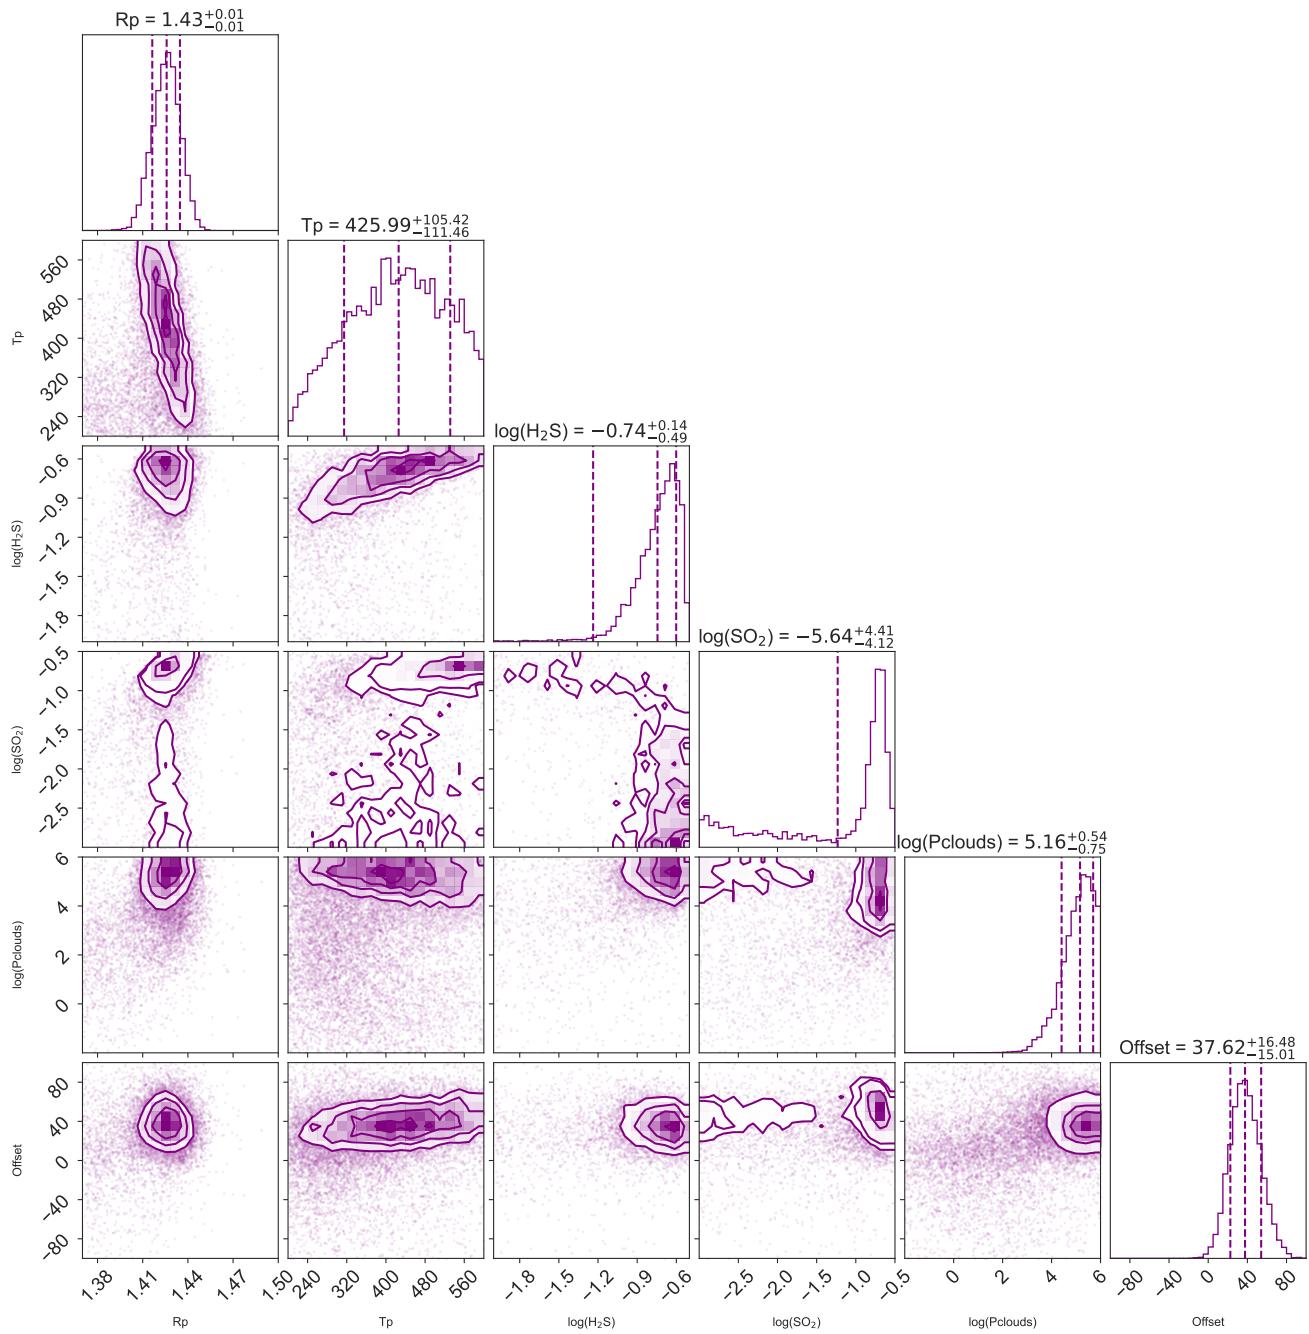 Rp = 1.43+0.01 −0.01
Tp = 425.99+105.42 −111.46
560
480
400
320
240
Tp
log(H2S) = −0.74+0.14 −0.49
−0.6
−0.9
−1.2
−1.5
−1.8
log(H2S)
log(SO2) = −5.64+4.41 −4.12
−0.5
−1.0
−1.5
−2.0
−2.5
log(SO2)
log(Pclouds) = 5.16+0.54 −0.75
6
4
2
0
log(Pclouds)
Offset = 37.62+16.48 −15.01
80
40
0
−40
−80
Offset
1.38 1.41 1.44 1.47 1.50
240 320 400 480 560
−1.8 −1.5 −1.2 −0.9 −0.6
−2.5 −2.0 −1.5 −1.0 −0.5
0 2 4 6
−80 −40 0 40 80
Rp Tp log(H2S) log(SO2) log(Pclouds) Offset